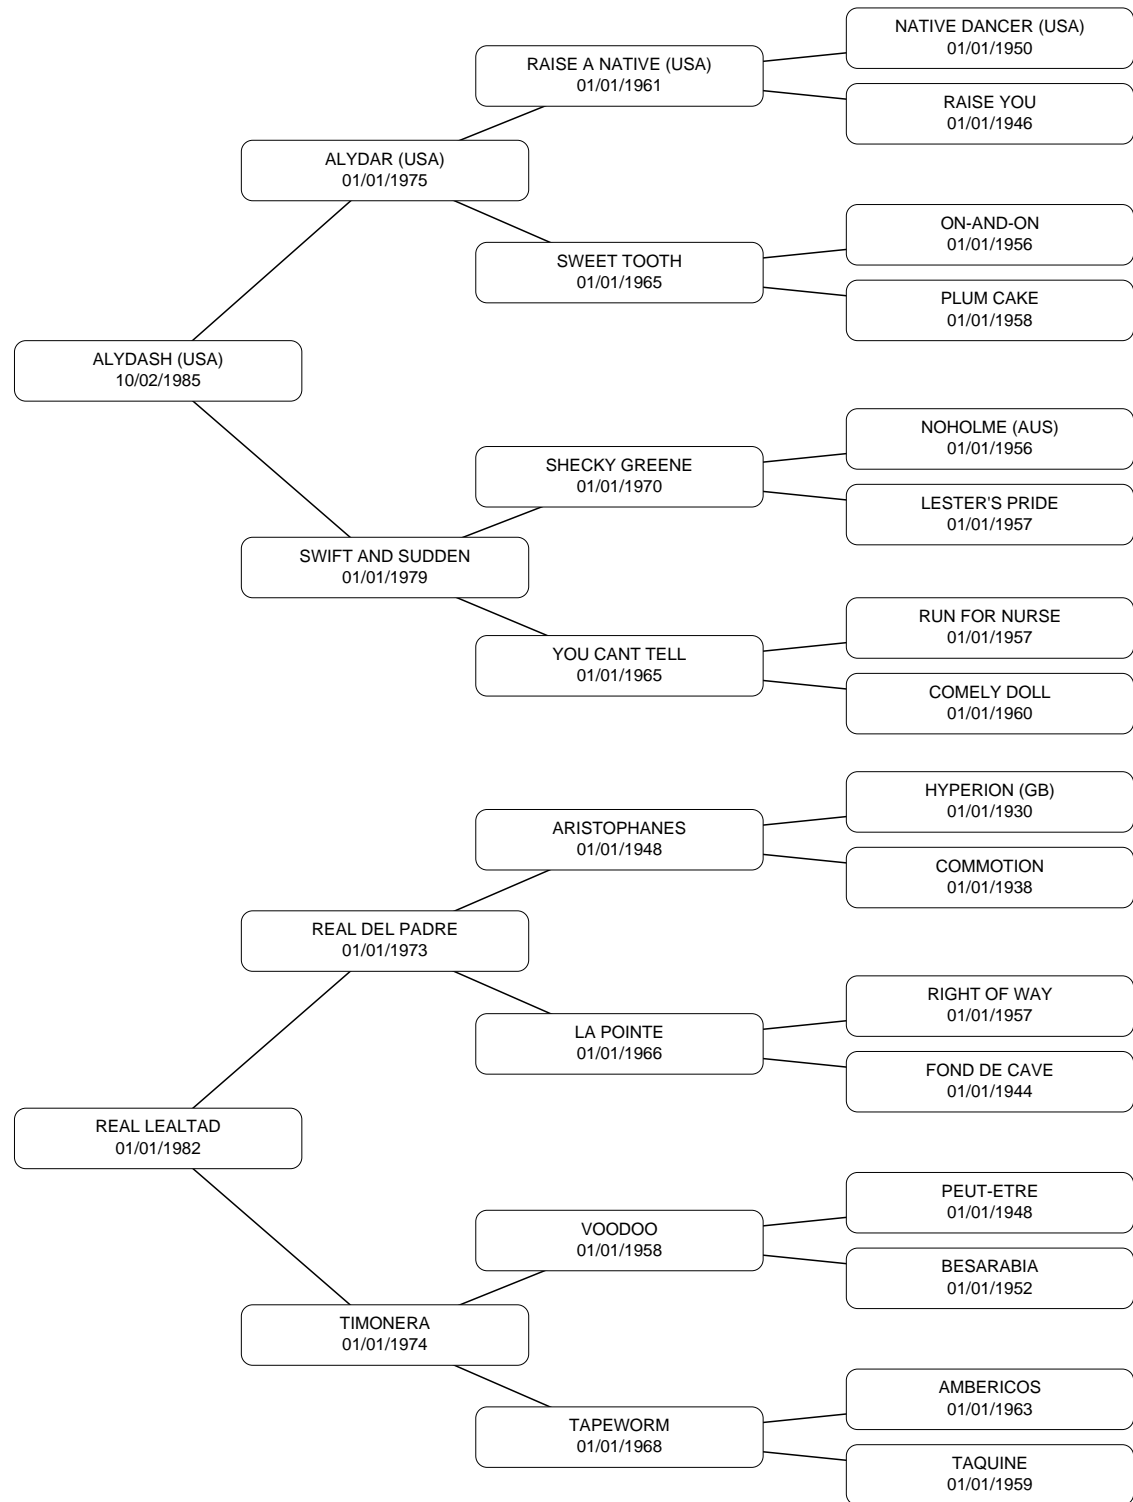 NATIVE DANCER (USA)
01/01/1950
RAISE A NATIVE (USA)
01/01/1961
RAISE YOU
01/01/1946
ALYDAR (USA)
01/01/1975
ON-AND-ON
01/01/1956
SWEET TOOTH
01/01/1965
PLUM CAKE
01/01/1958
ALYDASH (USA)
10/02/1985
NOHOLME (AUS)
01/01/1956
SHECKY GREENE
01/01/1970
LESTER'S PRIDE
01/01/1957
SWIFT AND SUDDEN
01/01/1979
RUN FOR NURSE
01/01/1957
YOU CANT TELL
01/01/1965
COMELY DOLL
01/01/1960
HYPERION (GB)
01/01/1930
ARISTOPHANES
01/01/1948
COMMOTION
01/01/1938
REAL DEL PADRE
01/01/1973
RIGHT OF WAY
01/01/1957
LA POINTE
01/01/1966
FOND DE CAVE
01/01/1944
REAL LEALTAD
01/01/1982
PEUT-ETRE
01/01/1948
VOODOO
01/01/1958
BESARABIA
01/01/1952
TIMONERA
01/01/1974
AMBERICOS
01/01/1963
TAPEWORM
01/01/1968
TAQUINE
01/01/1959